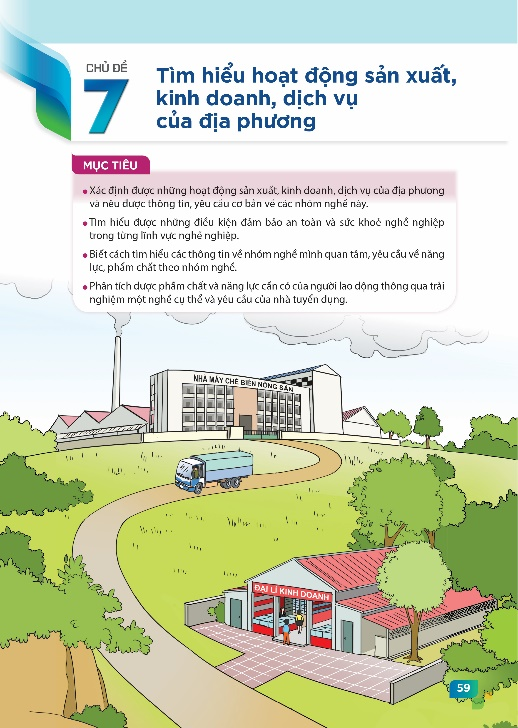 CHỦ ĐỀ
7
Tìm hiểu hoạt động sản xuất,
kinh doanh, dịch vụ
của địa phương
MỤC TIÊU
Xác định được những hoạt động sản xuất, kinh doanh, dịch vụ của địa phương
và nêu được thông tin, yêu cầu cơ bản về các nhóm nghề này.
Tìm hiểu được những điều kiện đảm bảo an toàn và sức khoẻ nghề nghiệp
trong từng lĩnh vực nghề nghiệp.
Biết cách tìm hiểu các thông tin về nhóm nghề mình quan tâm, yêu cầu về năng
lực, phẩm chất theo nhóm nghề.
Phân tích được phẩm chất và năng lực cần có của người lao động thông qua trải
nghiệm một nghề cụ thể và yêu cầu của nhà tuyển dụng.
NHÀ MÁY CHẾ BIẾN NÔNG SẢN
ĐẠI LÍ KINH DOANH
59